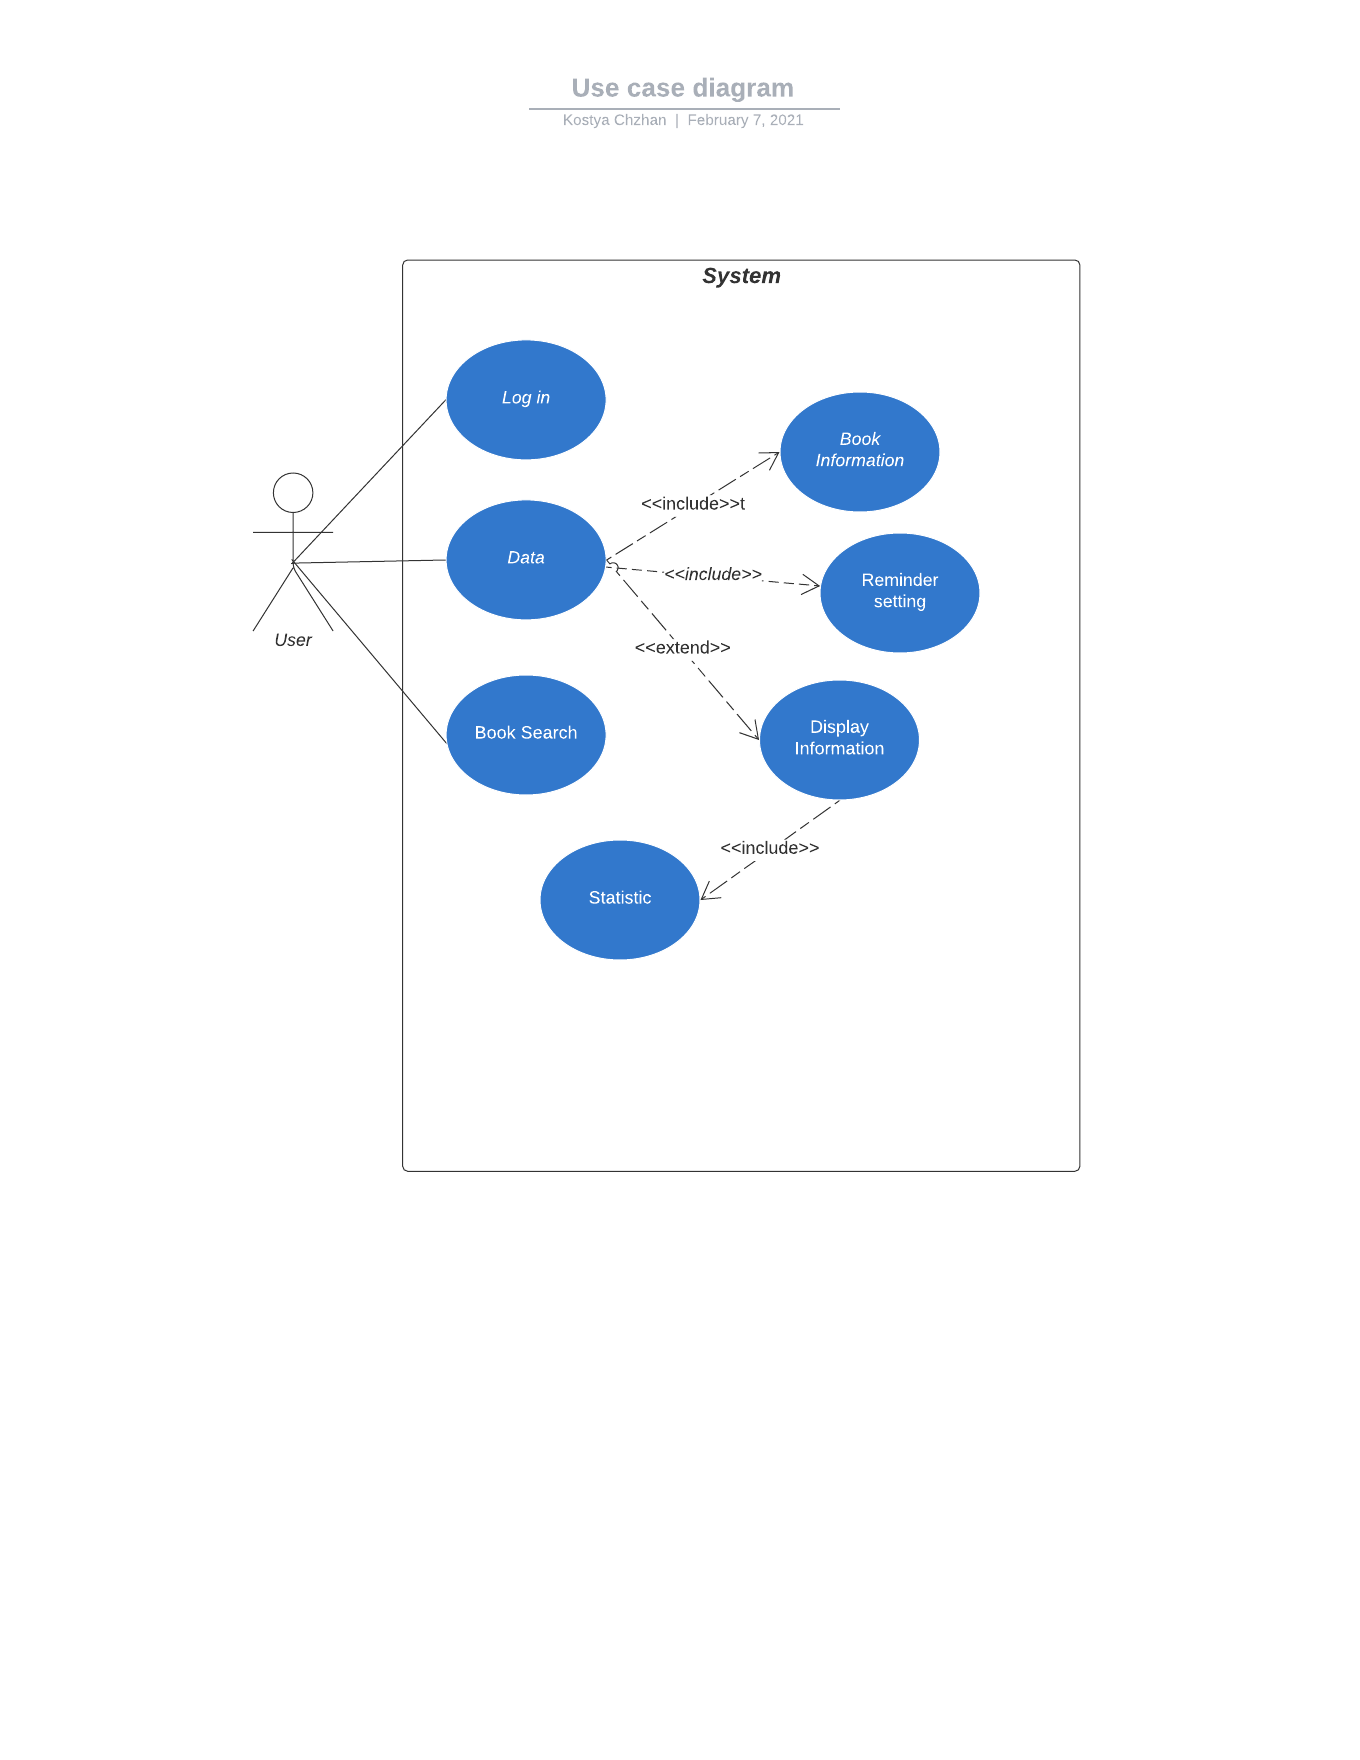 Use case diagram
Kostya Chzhan | February 7, 2021
System
Log in
Book
Information
<<include>>t
Data
<<include>>
Reminder
setting
User
<<extend>>
Book Search
Display
Information
<<include>>
Statistic